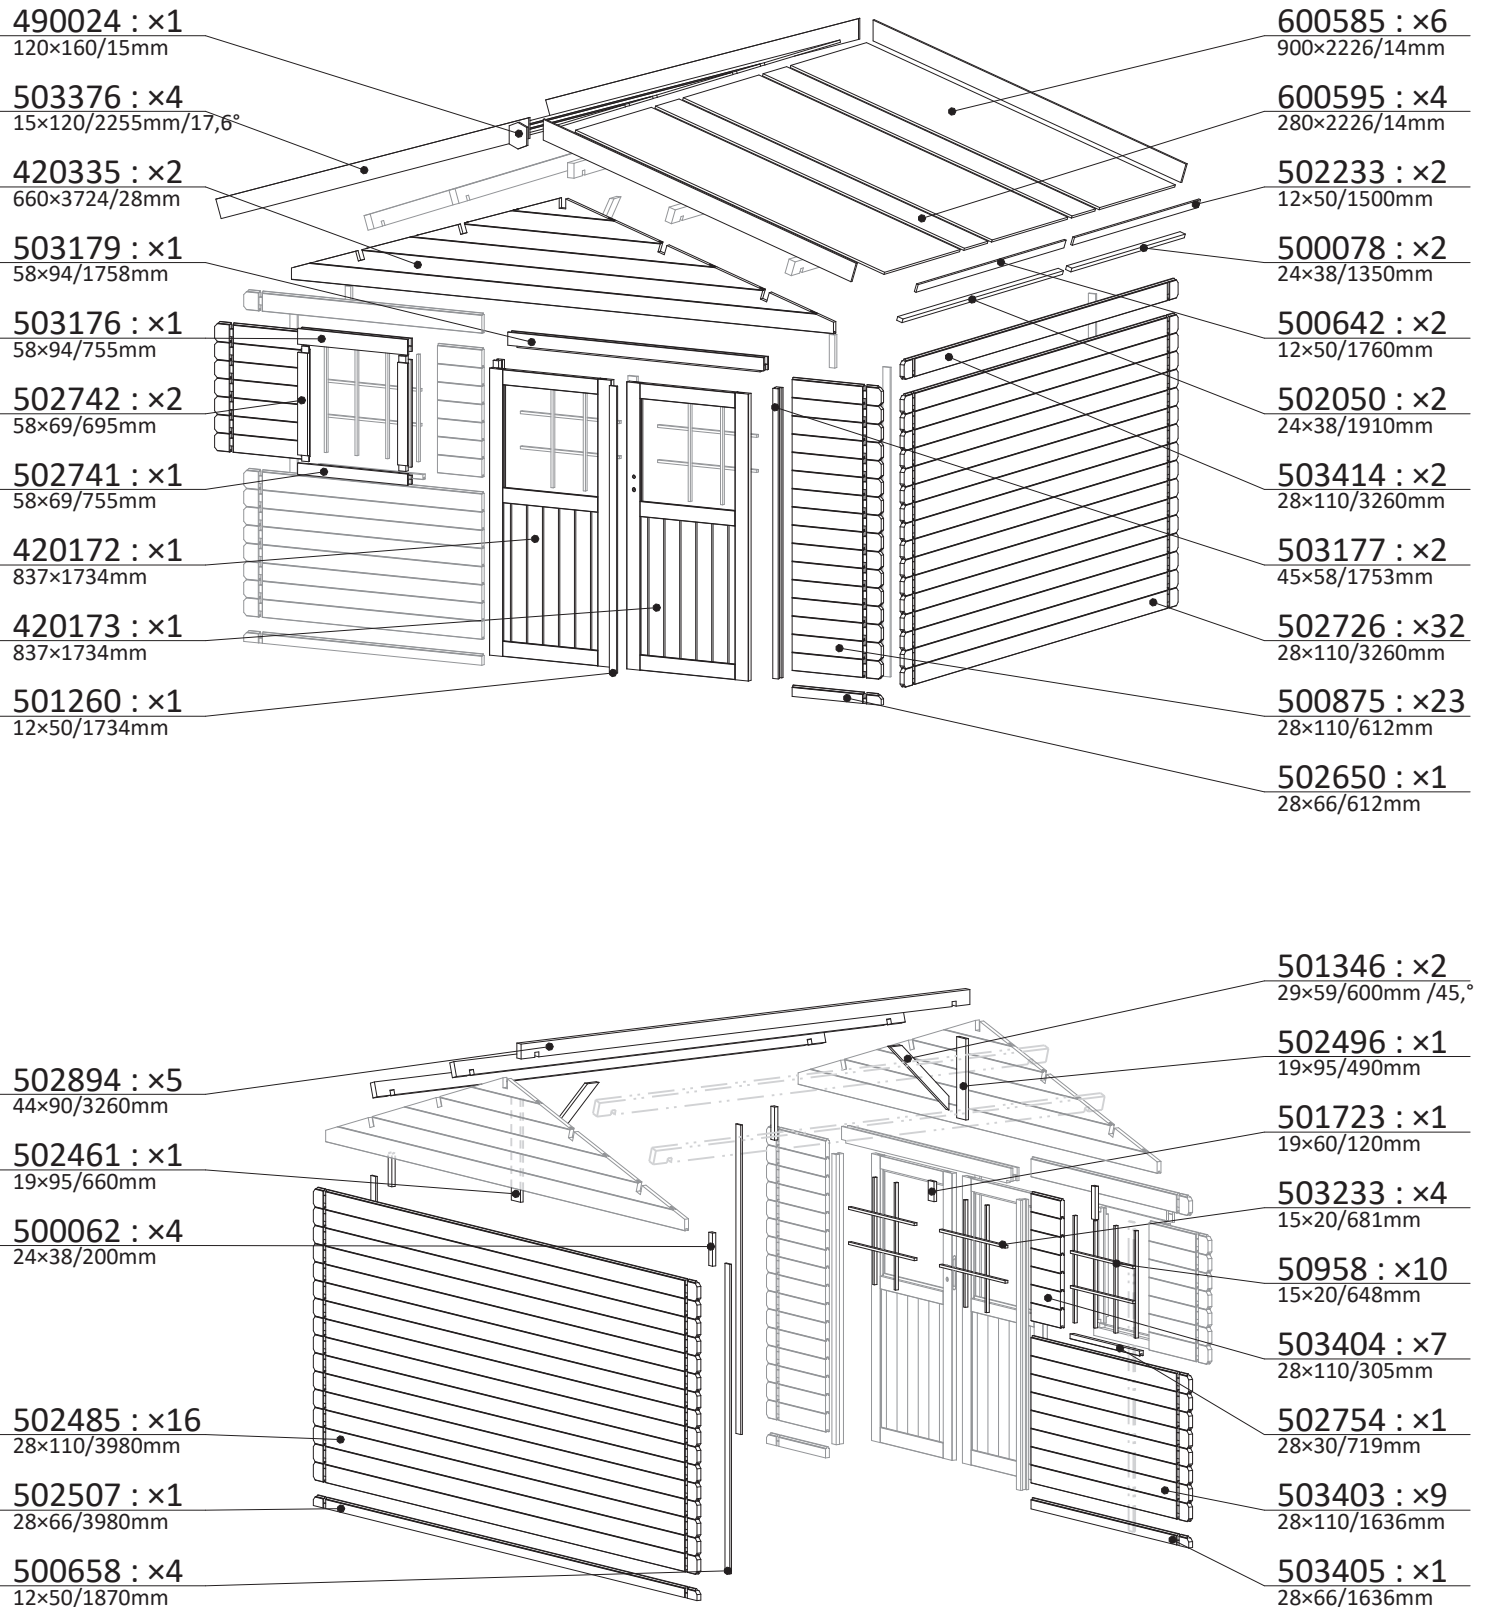 490024 : ×1
120×160/15mm
503376 : ×4
15×120/2255mm/17,6°
420335 : ×2
660×3724/28mm
503179 : ×1
58×94/1758mm
503176 : ×1
58×94/755mm
502742 : ×2
58×69/695mm
502741 : ×1
58×69/755mm
420172 : ×1
837×1734mm
420173 : ×1
837×1734mm
501260 : ×1
12×50/1734mm
600585 : ×6
900×2226/14mm
600595 : ×4
280×2226/14mm
502233 : ×2
12×50/1500mm
500078 : ×2
24×38/1350mm
500642 : ×2
12×50/1760mm
502050 : ×2
24×38/1910mm
503414 : ×2
28×110/3260mm
503177 : ×2
45×58/1753mm
502726 : ×32
28×110/3260mm
500875 : ×23
28×110/612mm
502650 : ×1
28×66/612mm
502894 : ×5
44×90/3260mm
502461 : ×1
19×95/660mm
500062 : ×4
24×38/200mm
502485 : ×16
28×110/3980mm
502507 : ×1
28×66/3980mm
500658 : ×4
12×50/1870mm
501346 : ×2
29×59/600mm /45,°
502496 : ×1
19×95/490mm
501723 : ×1
19×60/120mm
503233 : ×4
15×20/681mm
50958 : ×10
15×20/648mm
503404 : ×7
28×110/305mm
502754 : ×1
28×30/719mm
503403 : ×9
28×110/1636mm
503405 : ×1
28×66/1636mm